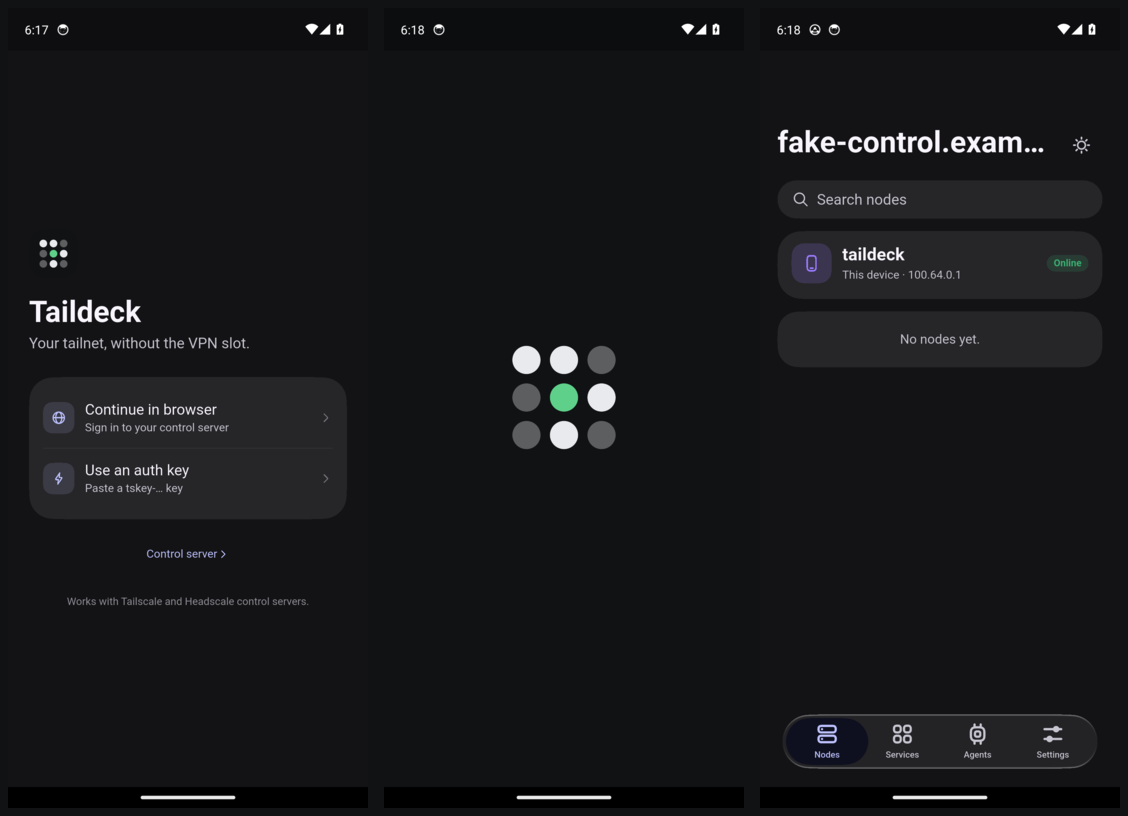 6:17
Taildeck
Your tailnet, without the VPN slot.
Continue in browser
Sign in to your control server
Use an auth key
Paste a tskey-... key
Control server
Works with Tailscale and Headscale control servers.
6:18
6:18
fake-control.exam...
Search nodes
taildeck
This device · 100.64.0.1
Online
No nodes yet.
Nodes
Services
Agents
Settings